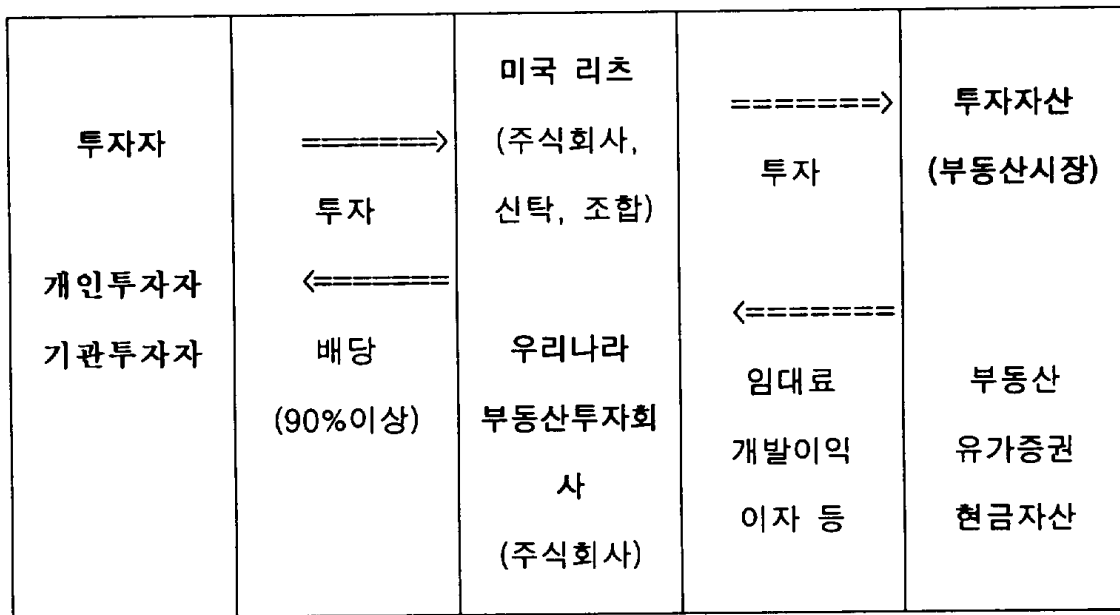 투자자
개인투자자
기관투자자
======>
투자
<======
배당
(90%이상)
미국 리츠
(주식회사,
신탁, 조합)
우리나라
부동산투자회
사
(주식회사)
=======>
투자
<=======
임대료
개발이익
이자 등
투자자산
(부동산시장)
부동산
유가증권
현금자산